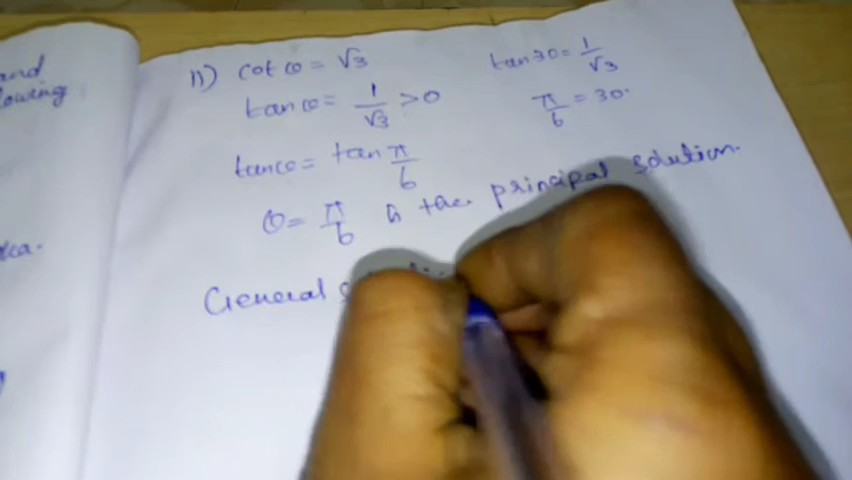 and
lowing
11) cot θ = √3
tan θ = 1/√3 > 0
tan θ = tan π/6
θ = π/6 is the principal solution.
General
tan 30 = 1/√3
π/6 = 30.